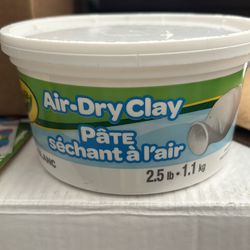 Air-Dry Clay
PÂTE
séchant à l'air
2.5 lb • 1.1 kg